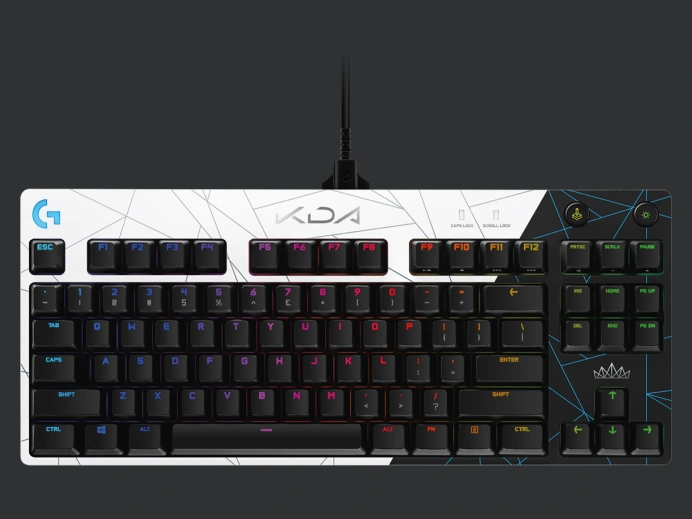 G
K/DA
CAPS LOCK SCROLL LOCK
ESC F1 F2 F3 F4 F5 F6 F7 F8 F9 F10 F11 F12 PRTSC SCRLK PAUSE
1 2 3 4 5 6 7 8 9 0 - = ← INS HOME PG UP
TAB Q W E R T Y U I O P [ ] \ DEL END PG DN
CAPS A S D F G H J K L ENTER
SHIFT Z X C V B N M SHIFT ↑
CTRL ALT ALT FN CTRL ← ↓ →